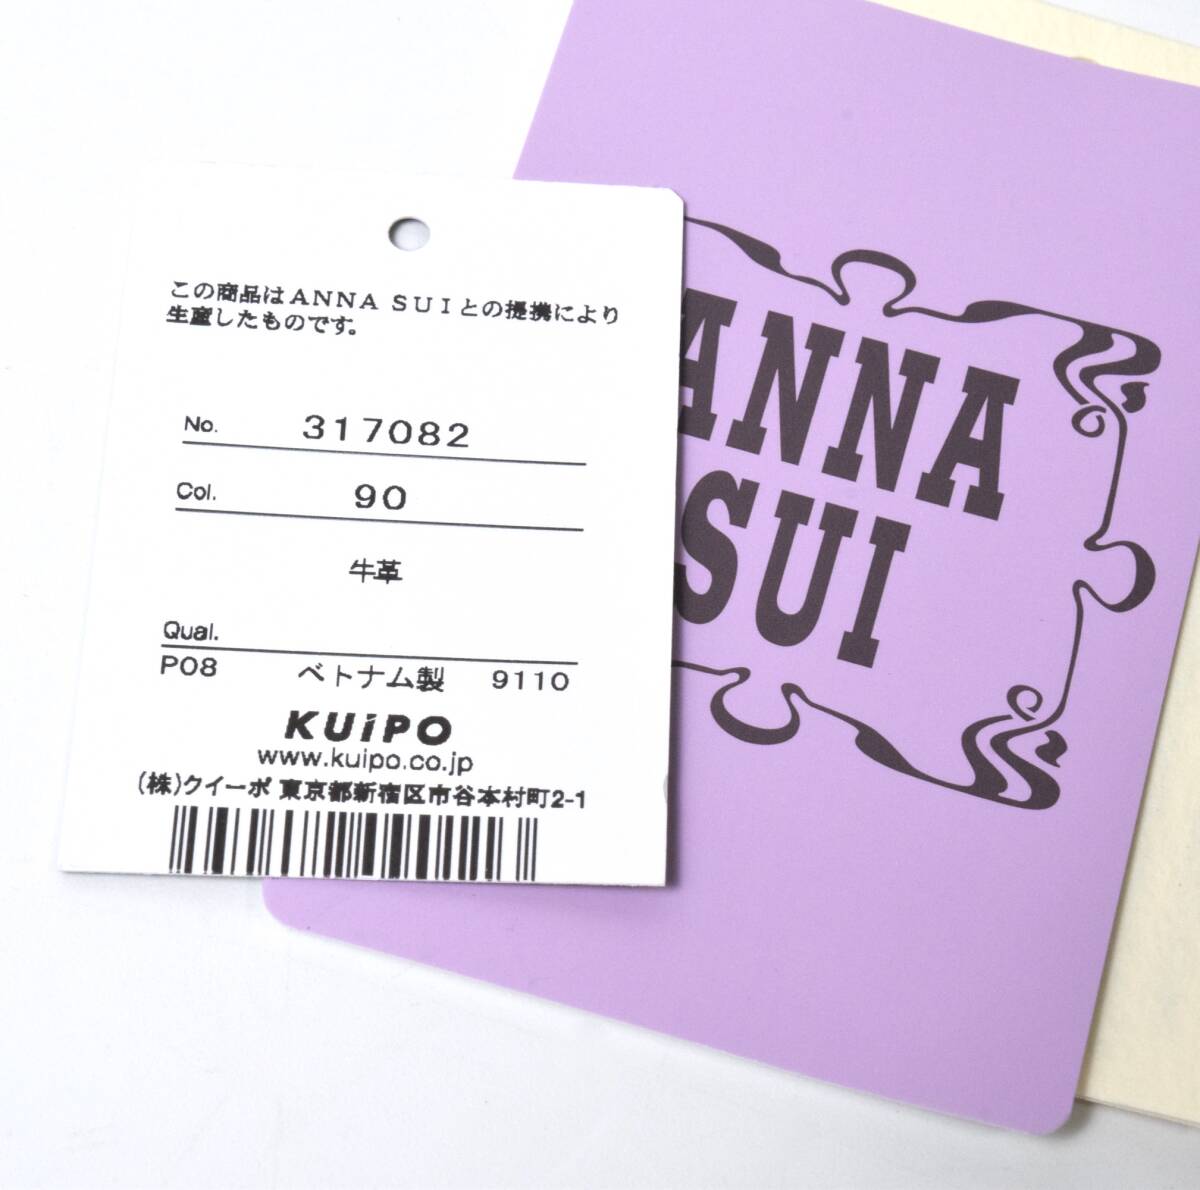 この商品はANNA SUIとの提携により
生産したものです。
No. 317082
Col. 90
牛革
Qual.
P08 ベトナム製 9110
KUiPO
www.kuipo.co.jp
(株)クイーポ 東京都新宿区市谷本村町2-1
ANNA
SUI